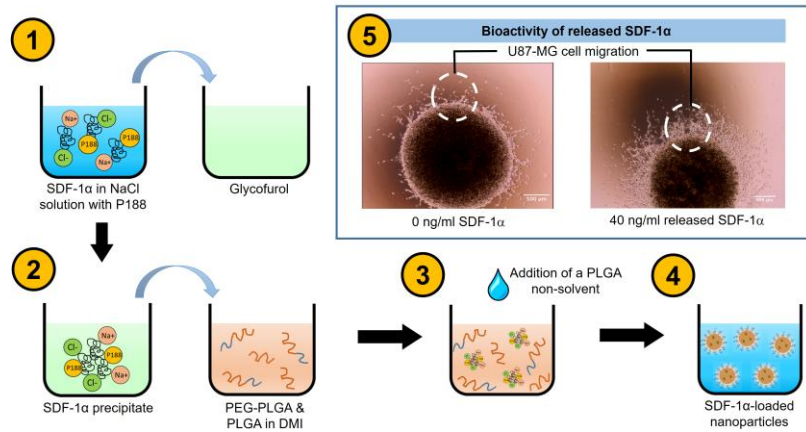 1
Na+
Cl-
P188
P188
Cl-
Na+
SDF-1α in NaCl
solution with P188
Glycofurol
5
Bioactivity of released SDF-1α
U87-MG cell migration
500 µm
0 ng/ml SDF-1α
40 ng/ml released SDF-1α
2
Cl-
Na+
P188
P188
Cl-
Na+
SDF-1α precipitate
PEG-PLGA &
PLGA in DMI
3
Addition of a PLGA
non-solvent
4
SDF-1α-loaded
nanoparticles